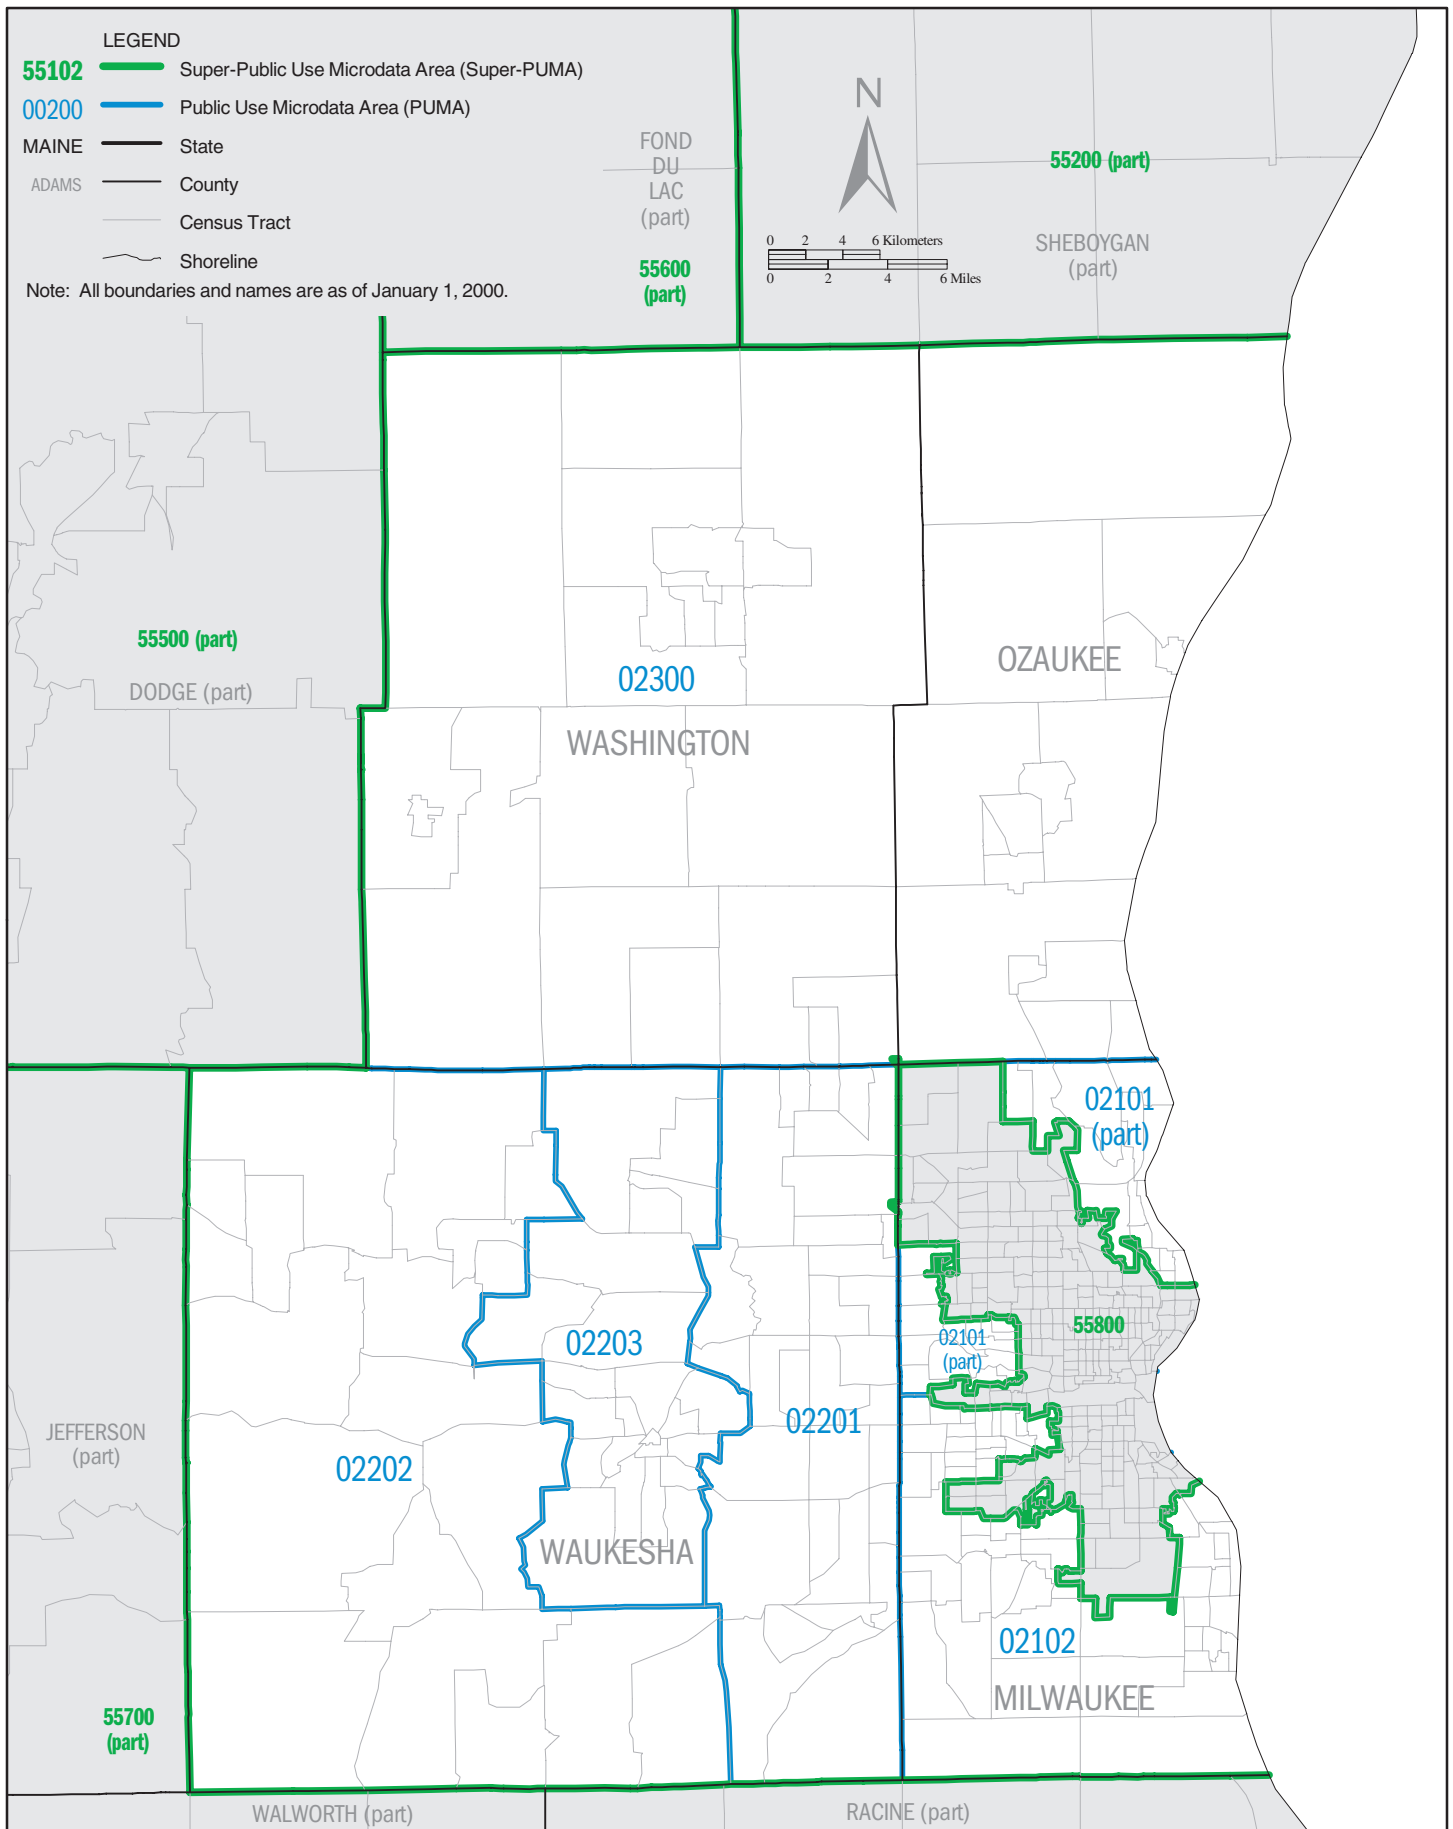 LEGEND
55102 Super-Public Use Microdata Area (Super-PUMA)
00200 Public Use Microdata Area (PUMA)
MAINE State
ADAMS County
Census Tract
Shoreline
Note: All boundaries and names are as of January 1, 2000.
FOND
DU
LAC
(part)
55600
(part)
N
0 2 4 6 Kilometers
0 2 4 6 Miles
55200 (part)
SHEBOYGAN
(part)
55500 (part)
DODGE (part)
02300
WASHINGTON
OZAUKEE
02101
(part)
02203
02101
(part)
55800
JEFFERSON
(part)
02202
02201
WAUKESHA
02102
MILWAUKEE
55700
(part)
WALWORTH (part)
RACINE (part)